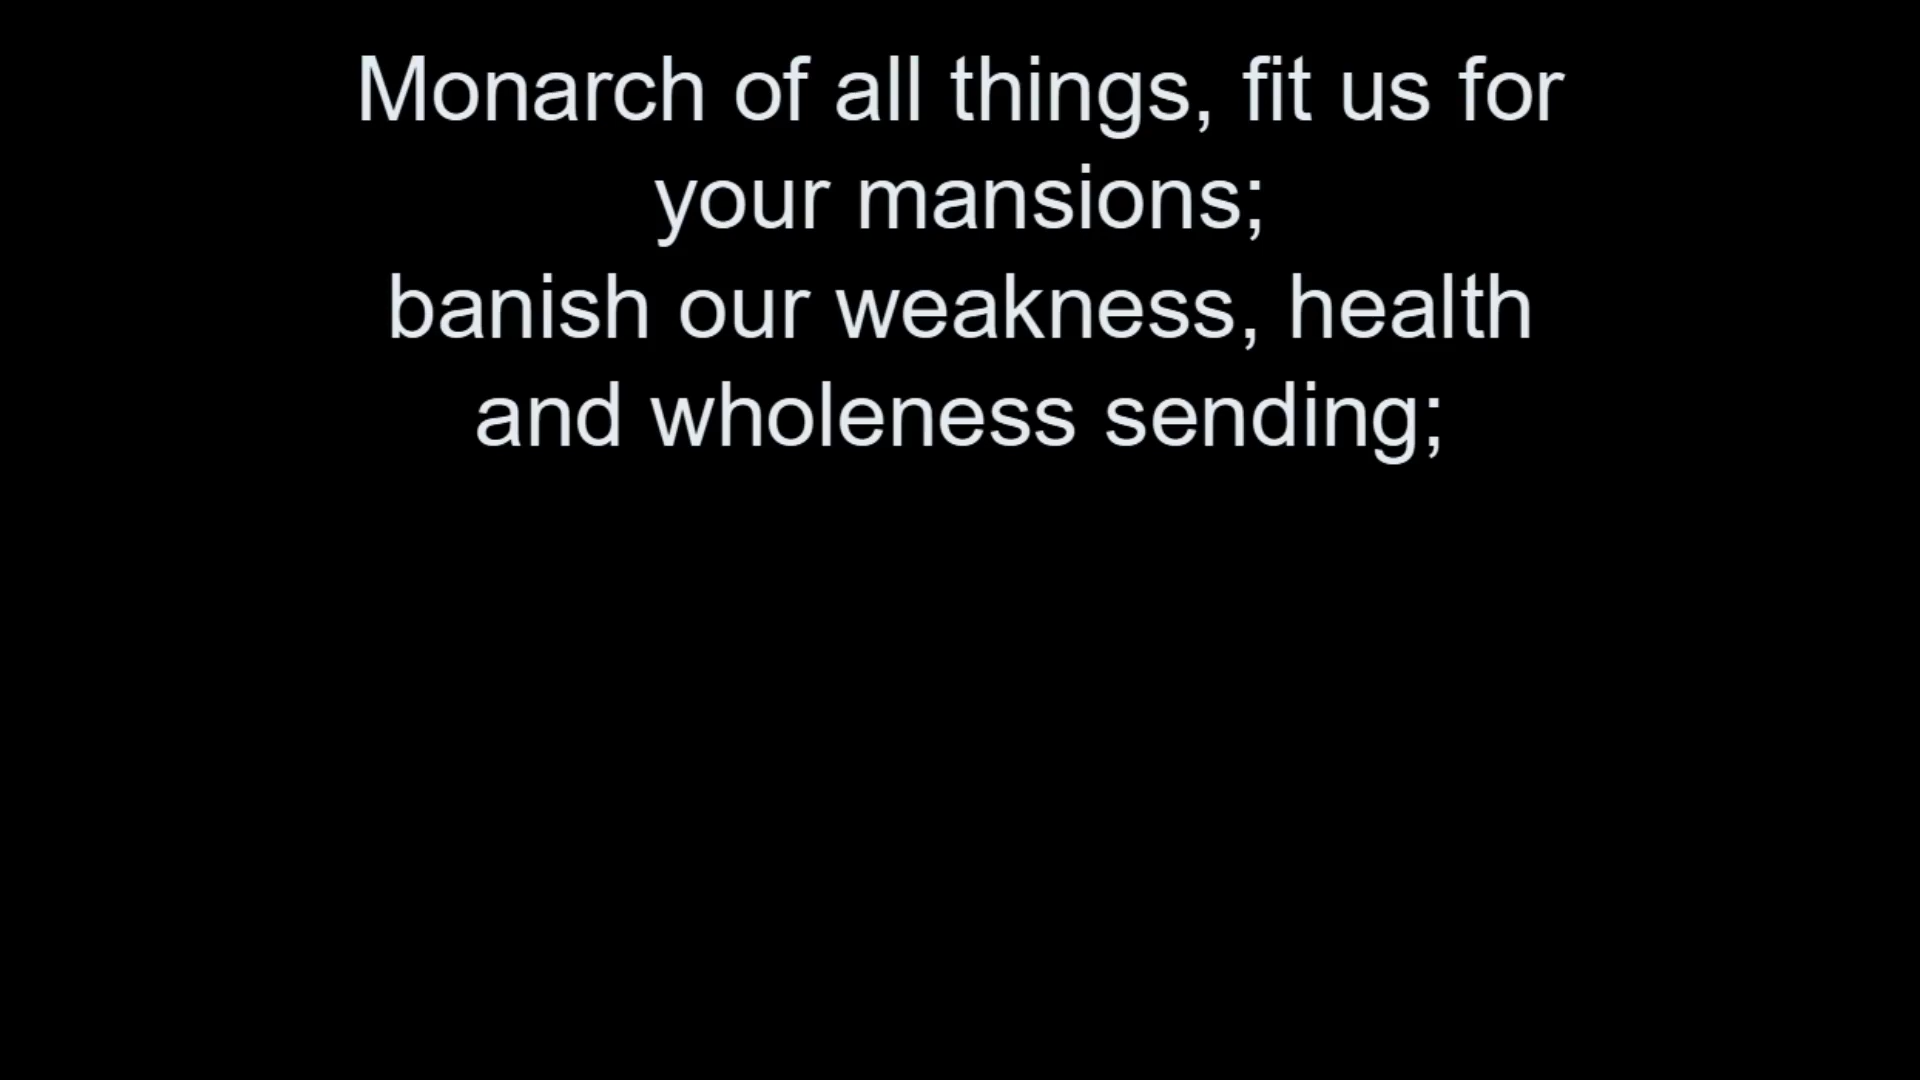 Monarch of all things, fit us for
your mansions;
banish our weakness, health
and wholeness sending;